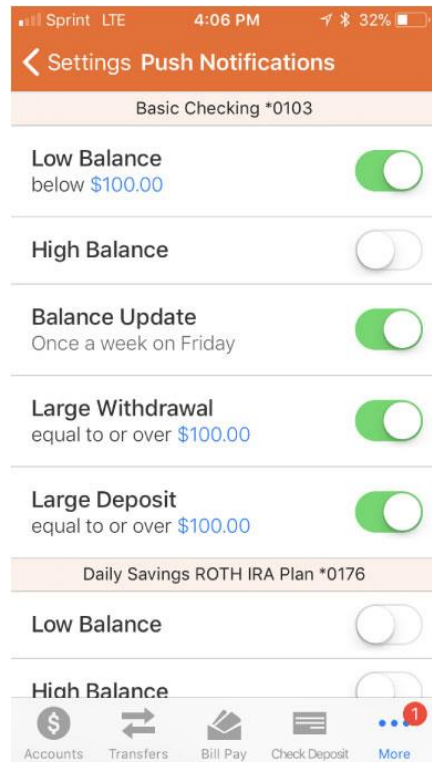 Sprint LTE 4:06 PM 32%
Settings Push Notifications
Basic Checking *0103
Low Balance
below $100.00
High Balance
Balance Update
Once a week on Friday
Large Withdrawal
equal to or over $100.00
Large Deposit
equal to or over $100.00
Daily Savings ROTH IRA Plan *0176
Low Balance
High Balance
1
Accounts Transfers Bill Pay Check Deposit More